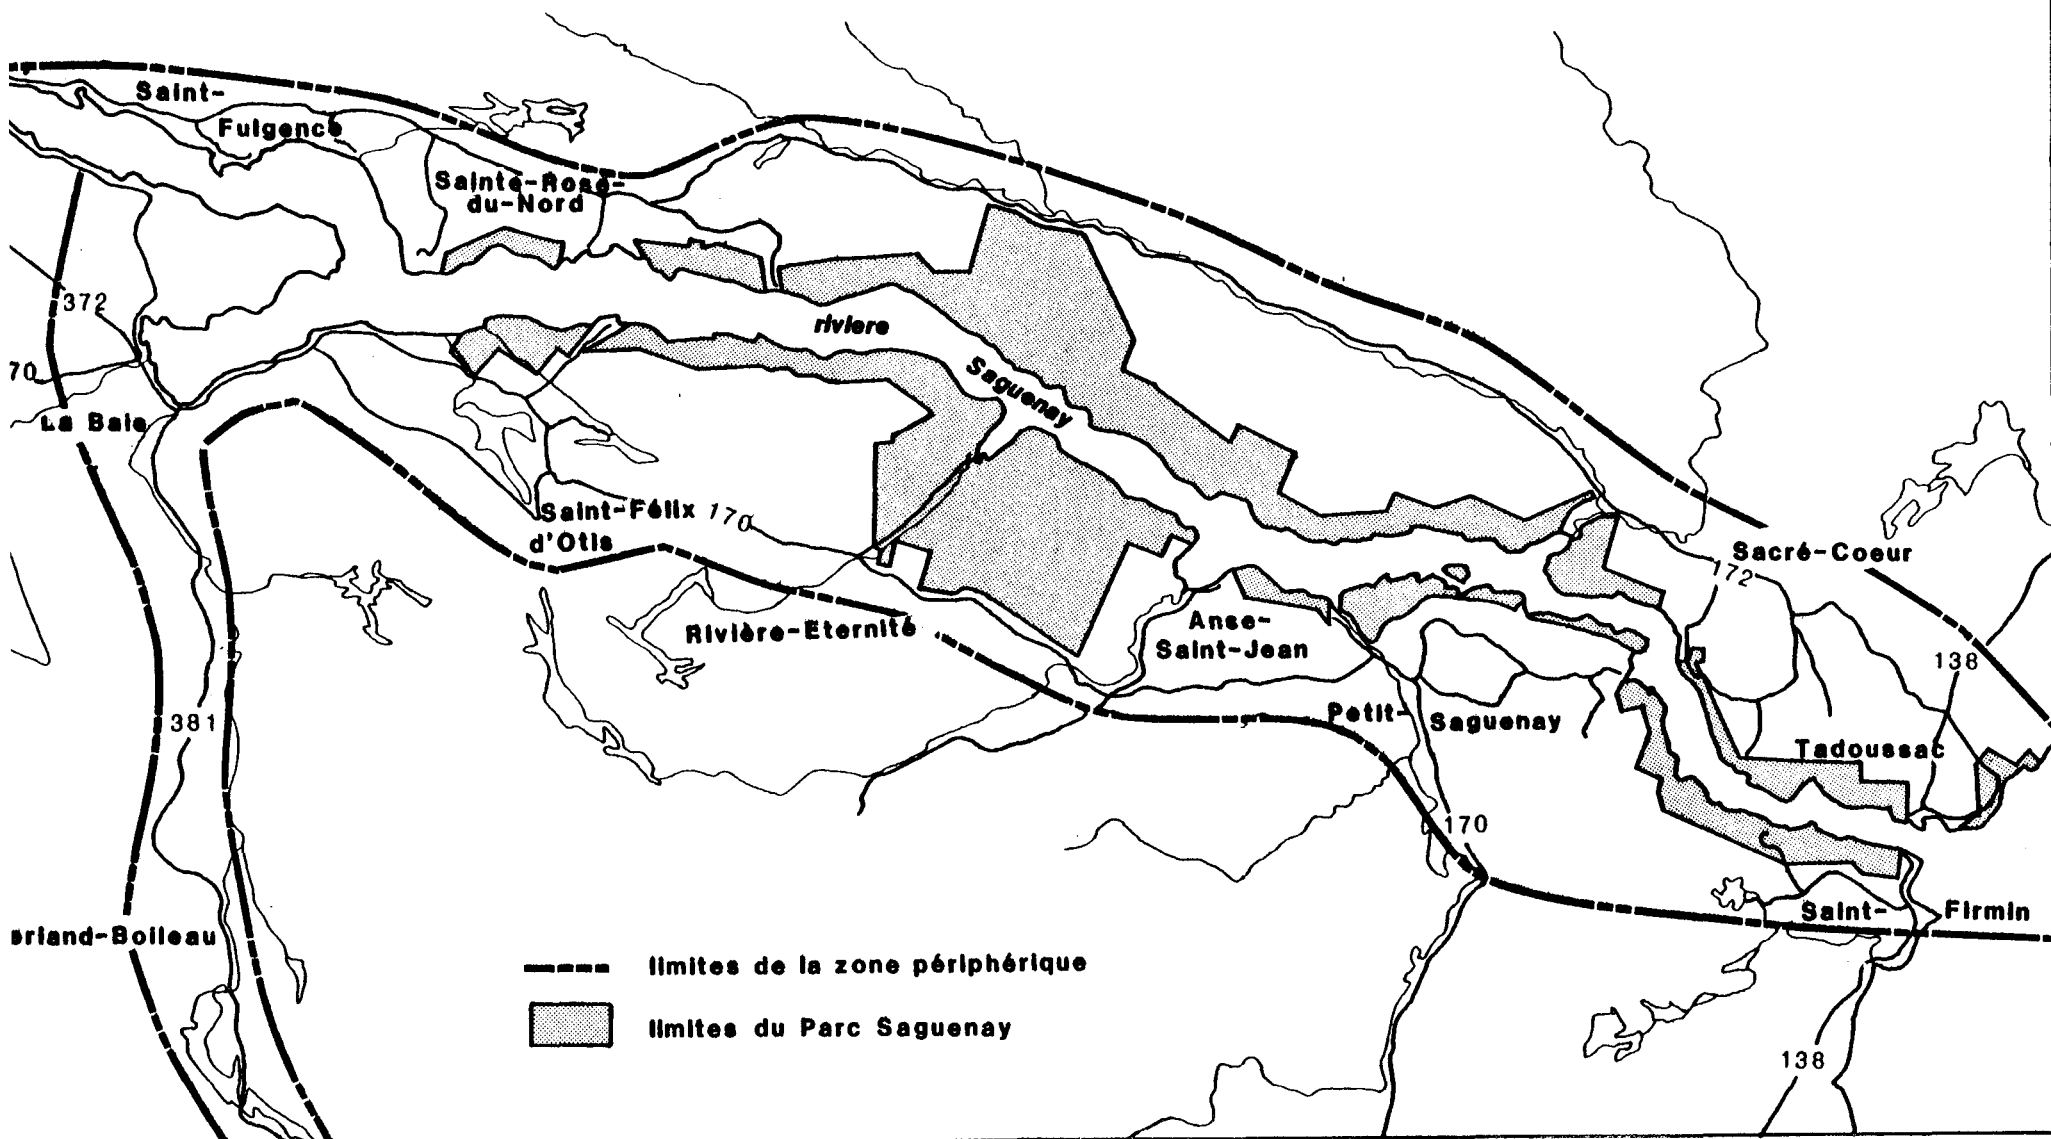 Saint-
Fulgence
Sainte-Rose-
du-Nord
372
riviere
Saguenay
70
La Baie
Saint-Félix
d'Otis
170
Sacré-Coeur
172
Rivière-Eternité
Anse-
Saint-Jean
138
381
Petit-
Saguenay
Tadoussac
170
Saint-
Firmin
riand-Boileau
limites de la zone périphérique
limites du Parc Saguenay
138